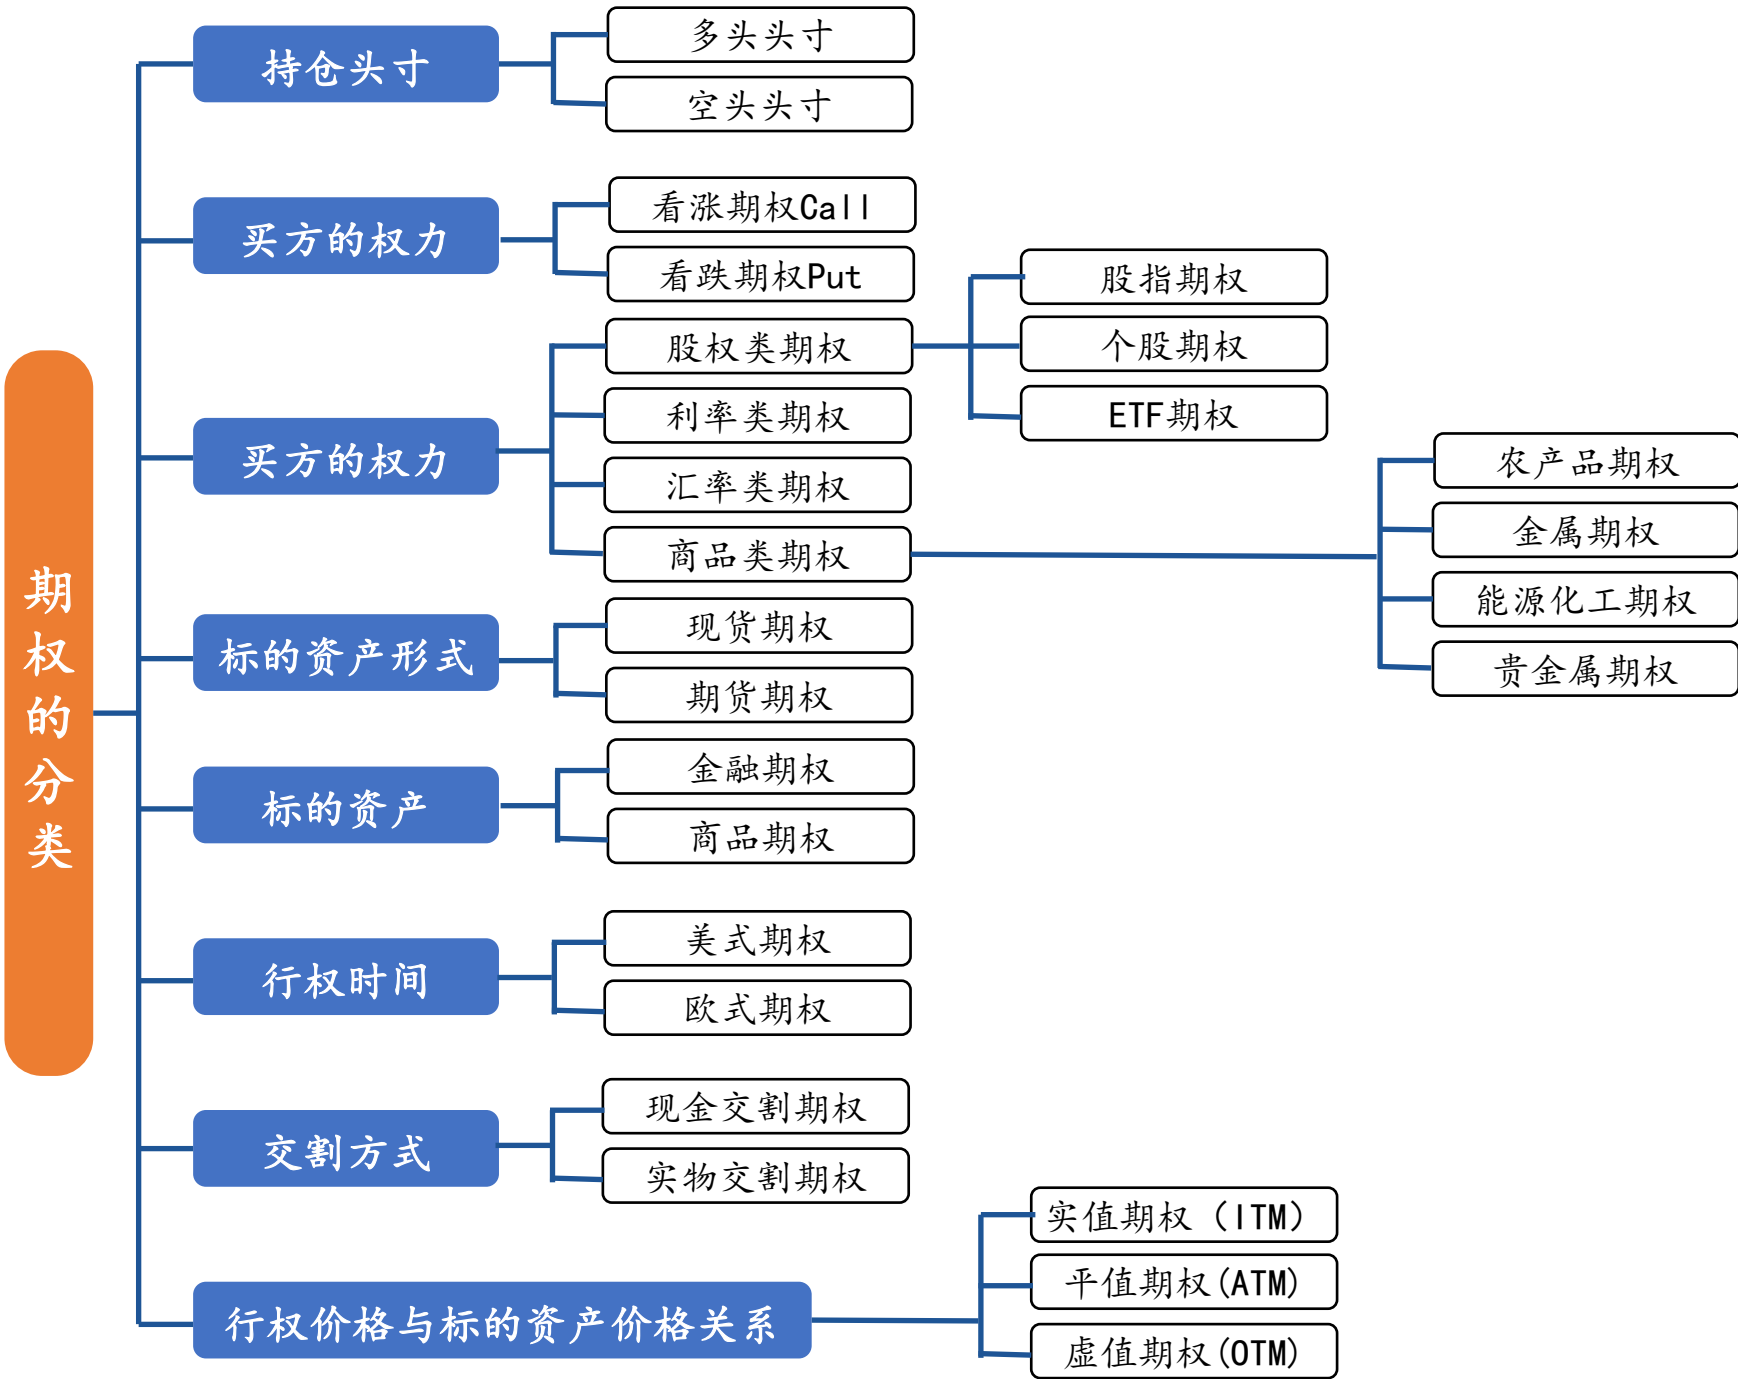 期权的分类
持仓头寸
多头头寸
空头头寸
买方的权力
看涨期权Call
看跌期权Put
买方的权力
股权类期权
股指期权
个股期权
ETF期权
利率类期权
汇率类期权
商品类期权
农产品期权
金属期权
能源化工期权
贵金属期权
标的资产形式
现货期权
期货期权
标的资产
金融期权
商品期权
行权时间
美式期权
欧式期权
交割方式
现金交割期权
实物交割期权
行权价格与标的资产价格关系
实值期权（ITM）
平值期权(ATM)
虚值期权(OTM)